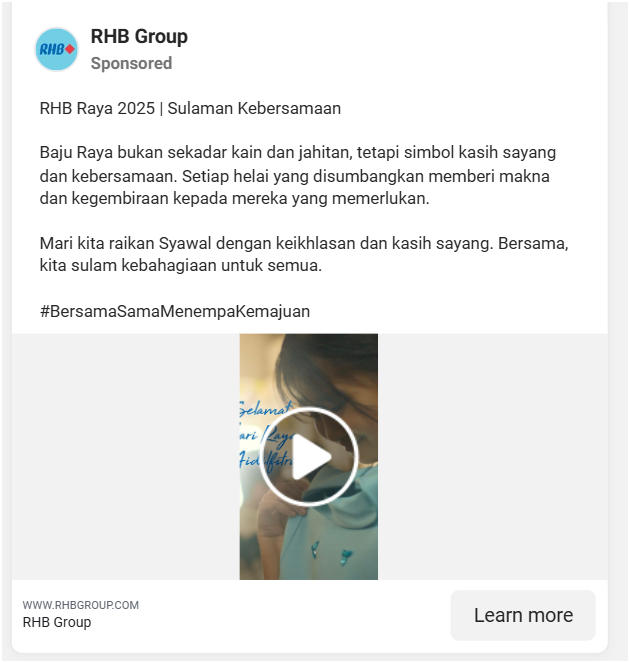 RHB
RHB Group
Sponsored
RHB Raya 2025 | Sulaman Kebersamaan
Baju Raya bukan sekadar kain dan jahitan, tetapi simbol kasih sayang
dan kebersamaan. Setiap helai yang disumbangkan memberi makna
dan kegembiraan kepada mereka yang memerlukan.
Mari kita raikan Syawal dengan keikhlasan dan kasih sayang. Bersama,
kita sulam kebahagiaan untuk semua.
#BersamaSamaMenempaKemajuan
Selamat
ari Raya
Aidilfitri
WWW.RHBGROUP.COM
RHB Group
Learn more